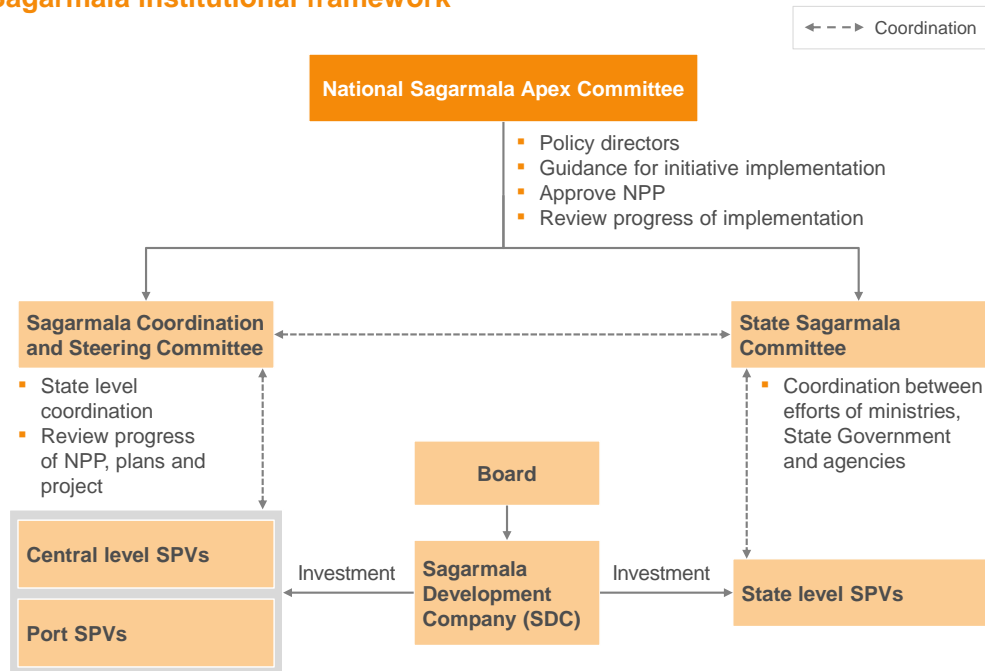 Sagarmala Institutional framework
Coordination
National Sagarmala Apex Committee
▪ Policy directors
▪ Guidance for initiative implementation
▪ Approve NPP
▪ Review progress of implementation
Sagarmala Coordination
and Steering Committee
State Sagarmala
Committee
▪ State level
coordination
▪ Review progress
of NPP, plans and
project
▪ Coordination between
efforts of ministries,
State Government
and agencies
Board
Central level SPVs
Port SPVs
Investment
Sagarmala
Development
Company (SDC)
Investment
State level SPVs